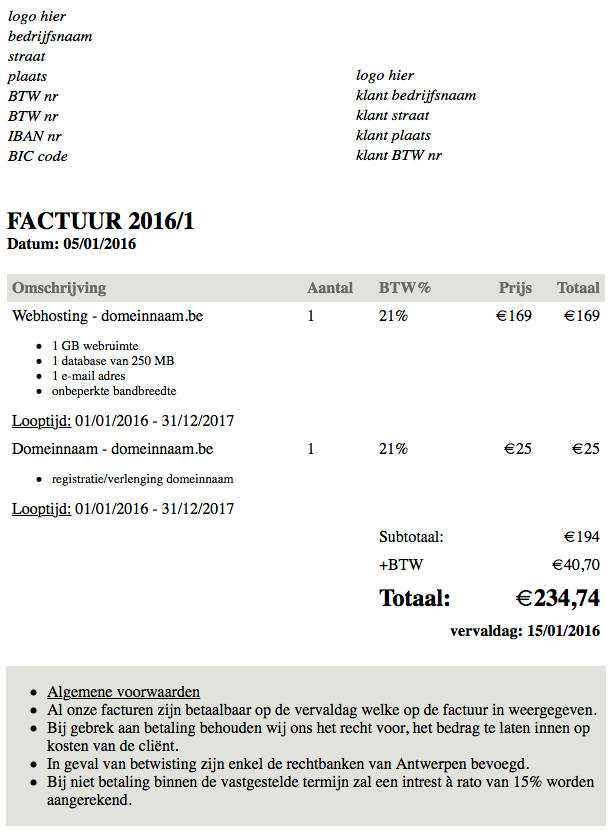 logo hier
bedrijfsnaam
straat
plaats
BTW nr
BTW nr
IBAN nr
BIC code
logo hier
klant bedrijfsnaam
klant straat
klant plaats
klant BTW nr
FACTUUR 2016/1
Datum: 05/01/2016
Omschrijving Aantal BTW% Prijs Totaal
Webhosting - domeinnaam.be 1 21% €169 €169
• 1 GB webruimte
• 1 database van 250 MB
• 1 e-mail adres
• onbeperkte bandbreedte
Looptijd: 01/01/2016 - 31/12/2017
Domeinnaam - domeinnaam.be 1 21% €25 €25
• registratie/verlenging domeinnaam
Looptijd: 01/01/2016 - 31/12/2017
Subtotaal: €194
+BTW €40,70
Totaal: €234,74
vervaldag: 15/01/2016
• Algemene voorwaarden
• Al onze facturen zijn betaalbaar op de vervaldag welke op de factuur in weergegeven.
• Bij gebrek aan betaling behouden wij ons het recht voor, het bedrag te laten innen op
kosten van de cliënt.
• In geval van betwisting zijn enkel de rechtbanken van Antwerpen bevoegd.
• Bij niet betaling binnen de vastgestelde termijn zal een intrest à rato van 15% worden
aangerekend.